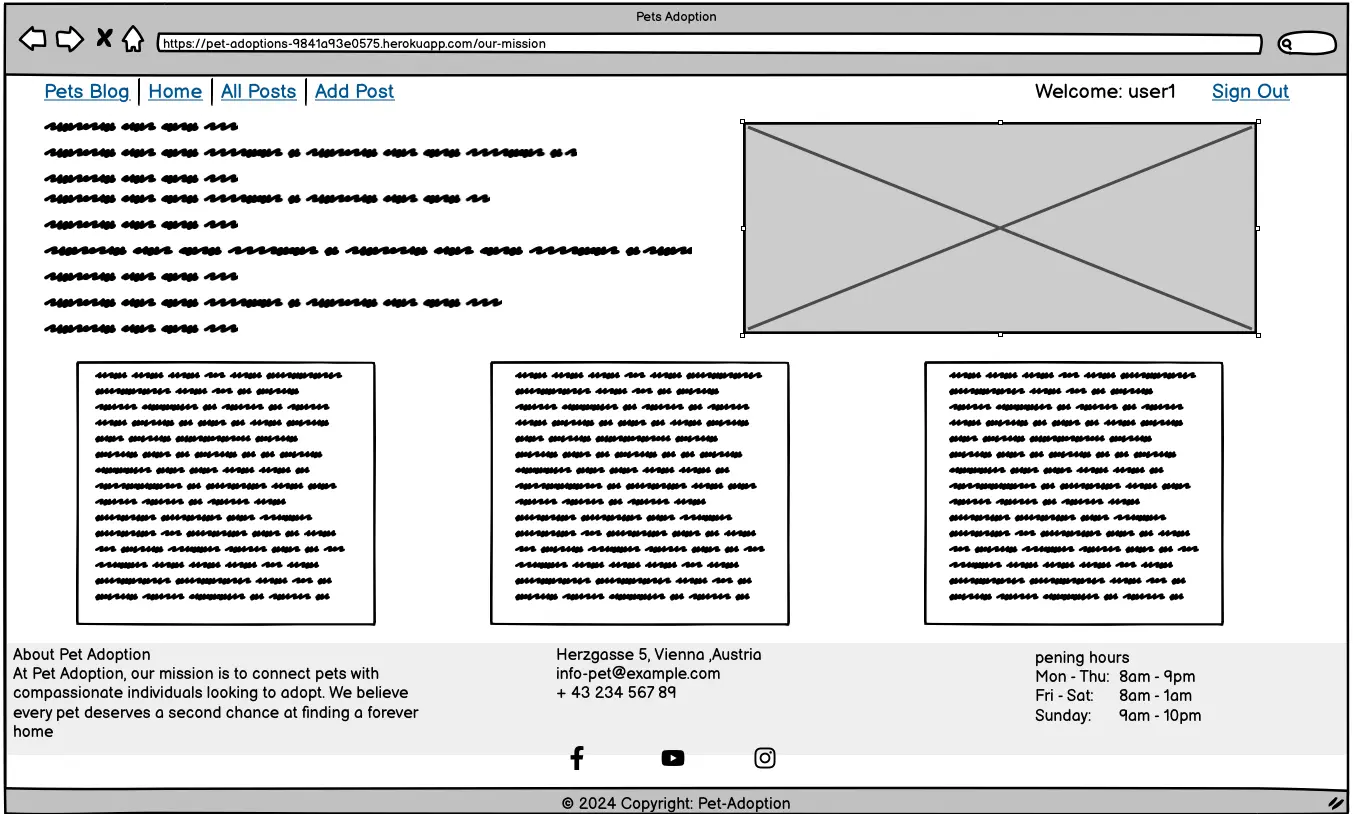 Pets Adoption
https://pet-adoptions-9841a93e0575.herokuapp.com/our-mission
Pets Blog Home All Posts Add Post Welcome: user1 Sign Out
About Pet Adoption
At Pet Adoption, our mission is to connect pets with
compassionate individuals looking to adopt. We believe
every pet deserves a second chance at finding a forever
home
Herzgasse 5, Vienna ,Austria
info-pet@example.com
+ 43 234 567 89
pening hours
Mon - Thu: 8am - 9pm
Fri - Sat: 8am - 1am
Sunday: 9am - 10pm
© 2024 Copyright: Pet-Adoption